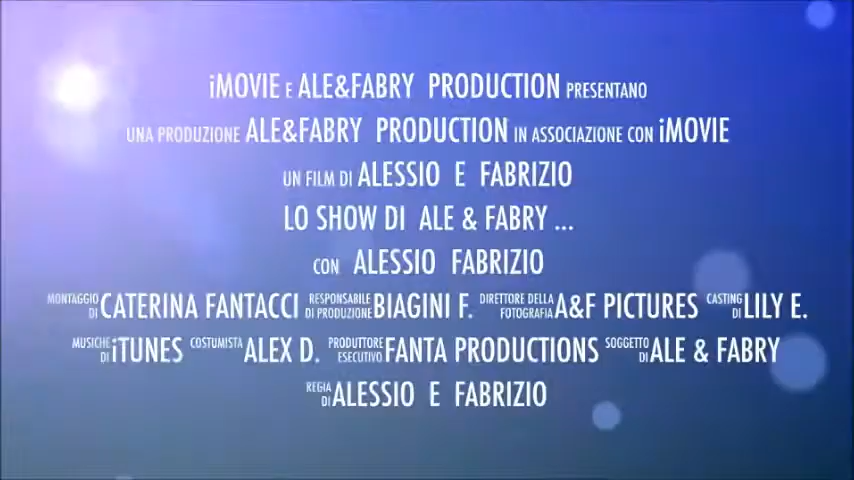 iMOVIE E ALE&FABRY PRODUCTION PRESENTANO
UNA PRODUZIONE ALE&FABRY PRODUCTION IN ASSOCIAZIONE CON iMOVIE
UN FILM DI ALESSIO E FABRIZIO
LO SHOW DI ALE & FABRY ...
CON ALESSIO FABRIZIO
MONTAGGIO DI CATERINA FANTACCI RESPONSABILE DI PRODUZIONE BIAGINI F. DIRETTORE DELLA FOTOGRAFIA A&F PICTURES CASTING DI LILY E.
MUSICHE DI iTUNES COSTUMISTA ALEX D. PRODUTTORE ESECUTIVO FANTA PRODUCTIONS SOGGETTO DI ALE & FABRY
REGIA DI ALESSIO E FABRIZIO